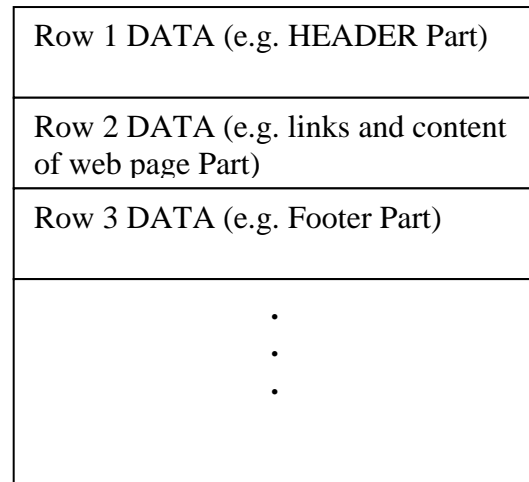 Row 1 DATA (e.g. HEADER Part)
Row 2 DATA (e.g. links and content
of web page Part)
Row 3 DATA (e.g. Footer Part)
.
.
.